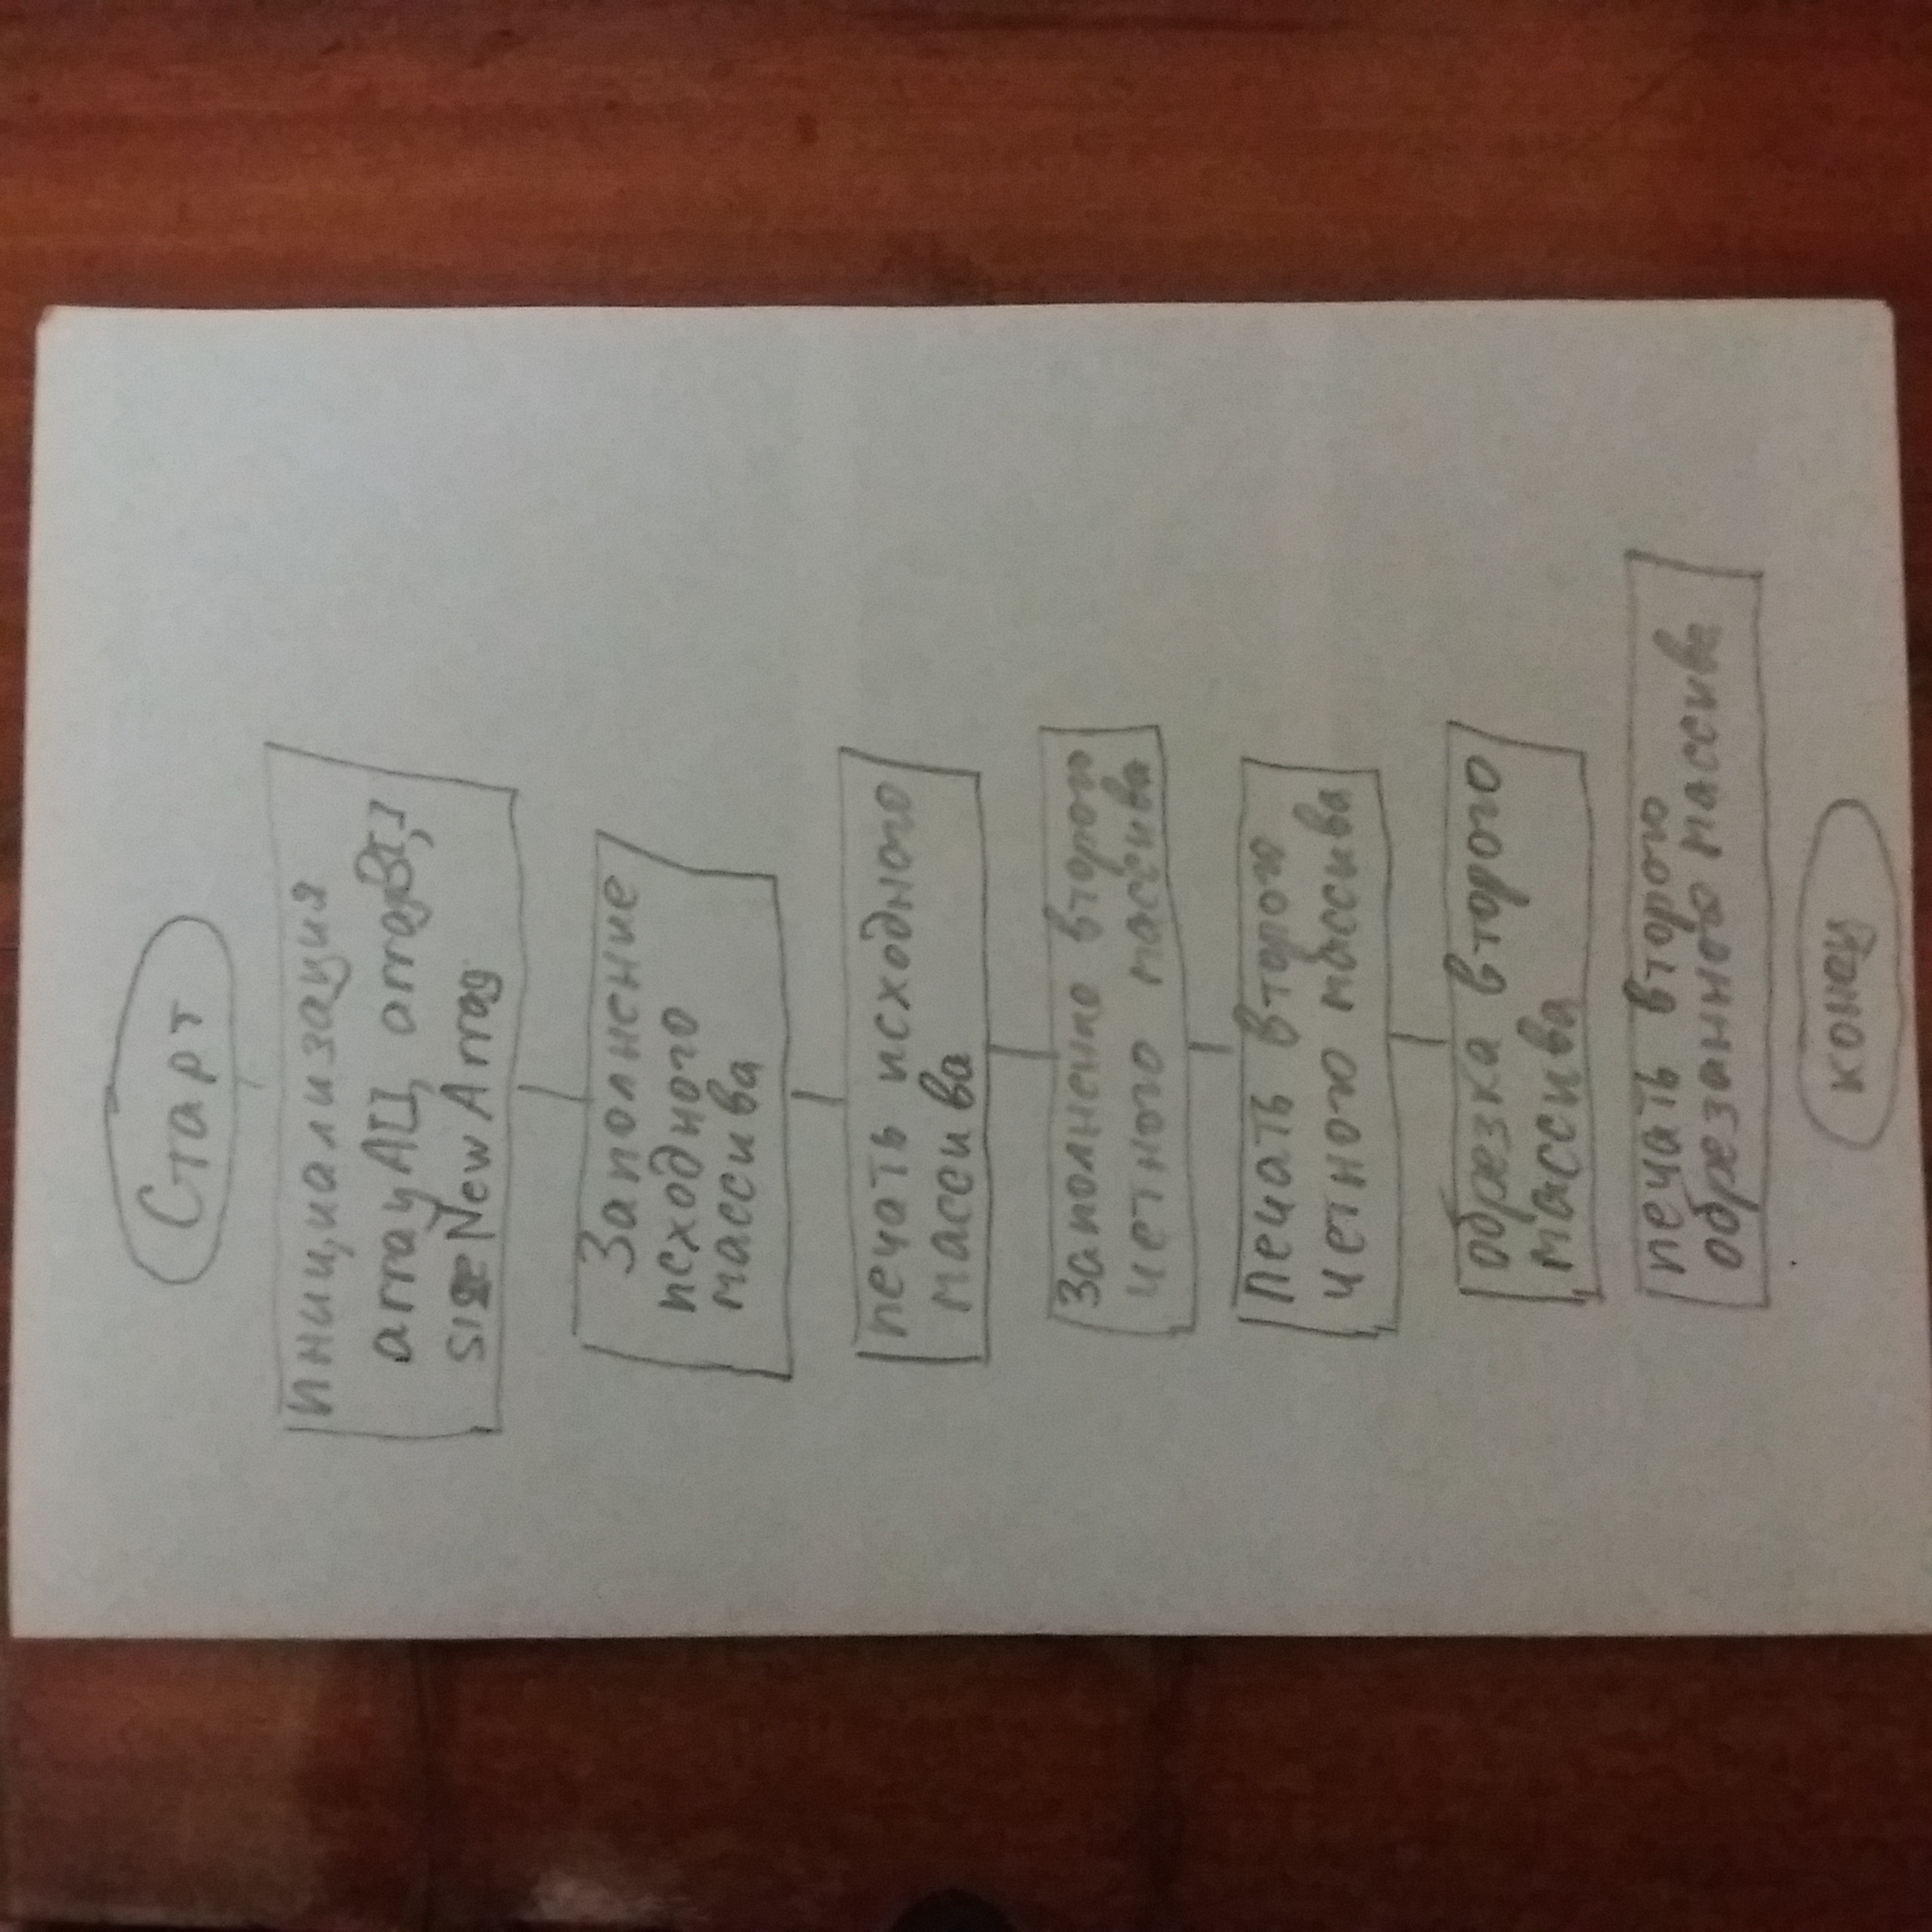 Старт
Инициализация
arrayA[], arrayB[],
sizeNewArray
Заполнение
исходного
массива
печать исходного
массива
Заполнение второго
четного массива
печать второго
четного массива
обрезка второго
массива
печать второго
обрезанного массива
конец